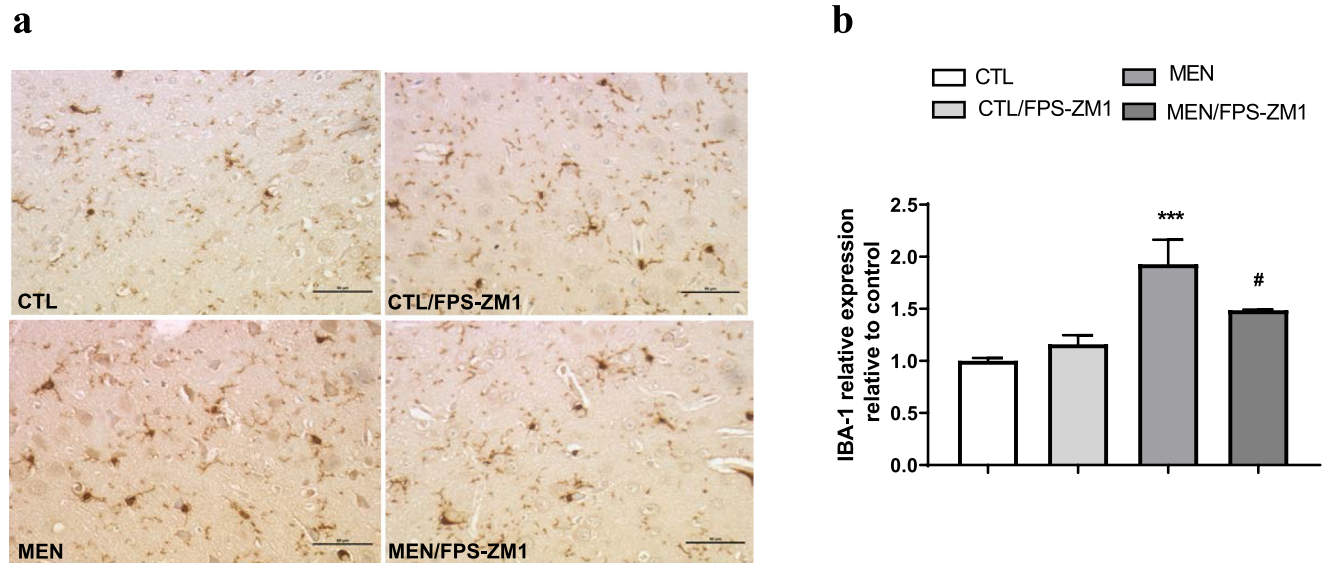 a
CTL
CTL/FPS-ZM1
MEN
MEN/FPS-ZM1
b
CTL
MEN
CTL/FPS-ZM1
MEN/FPS-ZM1
IBA-1 relative expression
relative to control
2.5
2.0
1.5
1.0
0.5
0.0
***
#